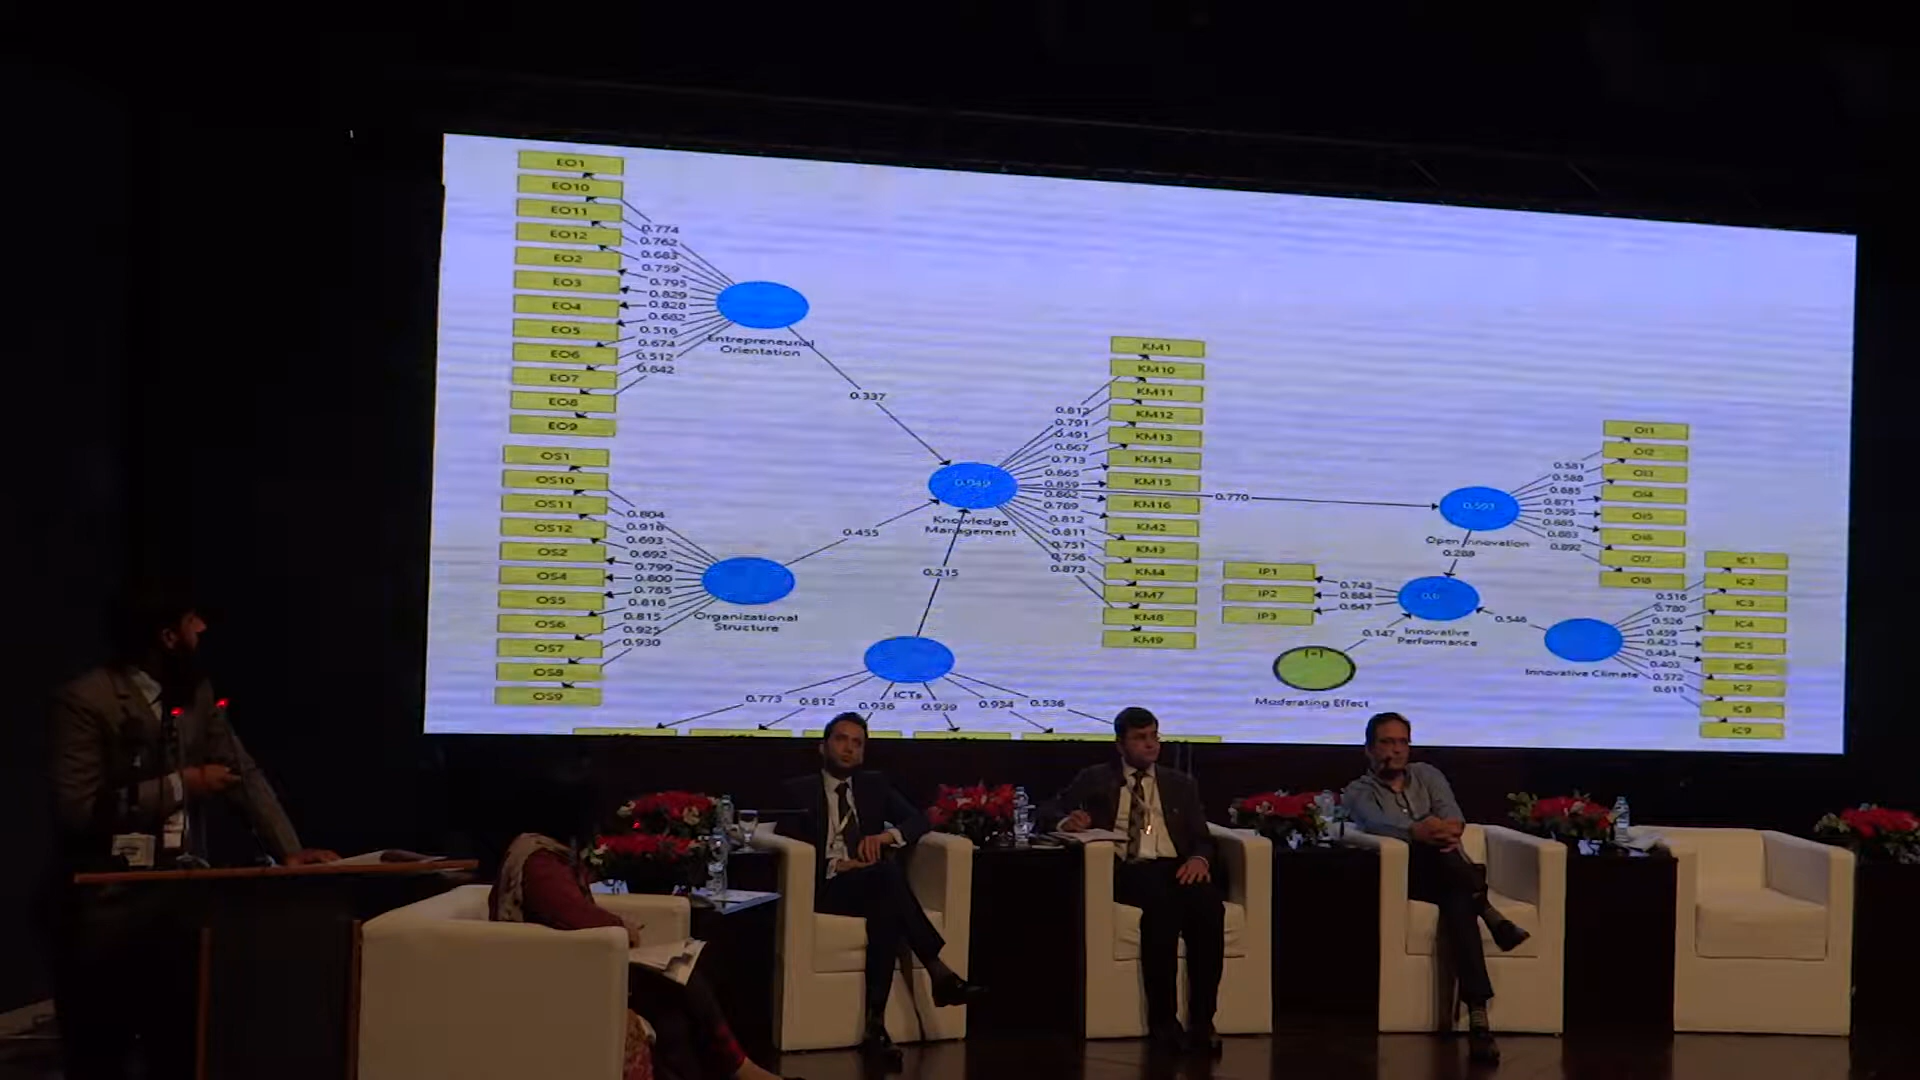 EO1
EO10
EO11
EO12
EO2
EO3
EO4
EO5
EO6
EO7
EO8
EO9
0.774
0.762
0.683
0.759
0.795
0.829
0.828
0.682
0.516
0.674
0.512
0.642
Entrepreneurial
Orientation
0.337
OS1
OS10
OS11
OS12
OS2
OS4
OS5
OS6
OS7
OS8
OS9
0.804
0.916
0.693
0.692
0.799
0.800
0.785
0.816
0.815
0.925
0.930
Organizational
Structure
0.455
0.949
Knowledge
Management
0.215
ICTs
0.773
0.812
0.936
0.939
0.934
0.536
KM1
KM10
KM11
KM12
KM13
KM14
KM15
KM16
KM2
KM3
KM4
KM7
KM8
KM9
0.812
0.791
0.491
0.667
0.713
0.865
0.859
0.862
0.789
0.812
0.811
0.751
0.756
0.873
0.770
Open Innovation
0.288
OI1
OI2
OI3
OI4
OI5
OI6
OI7
OI8
0.581
0.588
0.885
0.871
0.595
0.885
0.883
0.892
IP1
IP2
IP3
0.743
0.884
0.647
0.147
Innovative
Performance
0.546
Moderating Effect
Innovative Climate
IC1
IC2
IC3
IC4
IC5
IC6
IC7
IC8
IC9
0.516
0.780
0.526
0.459
0.425
0.434
0.403
0.572
0.615